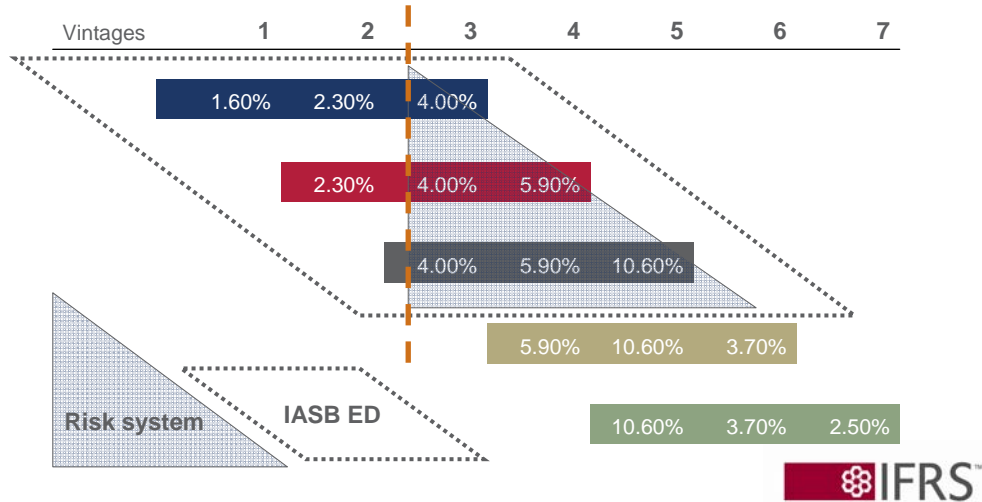 Vintages 1 2 3 4 5 6 7
1.60% 2.30% 4.00%
2.30% 4.00% 5.90%
4.00% 5.90% 10.60%
5.90% 10.60% 3.70%
Risk system
IASB ED
10.60% 3.70% 2.50%
IFRS™